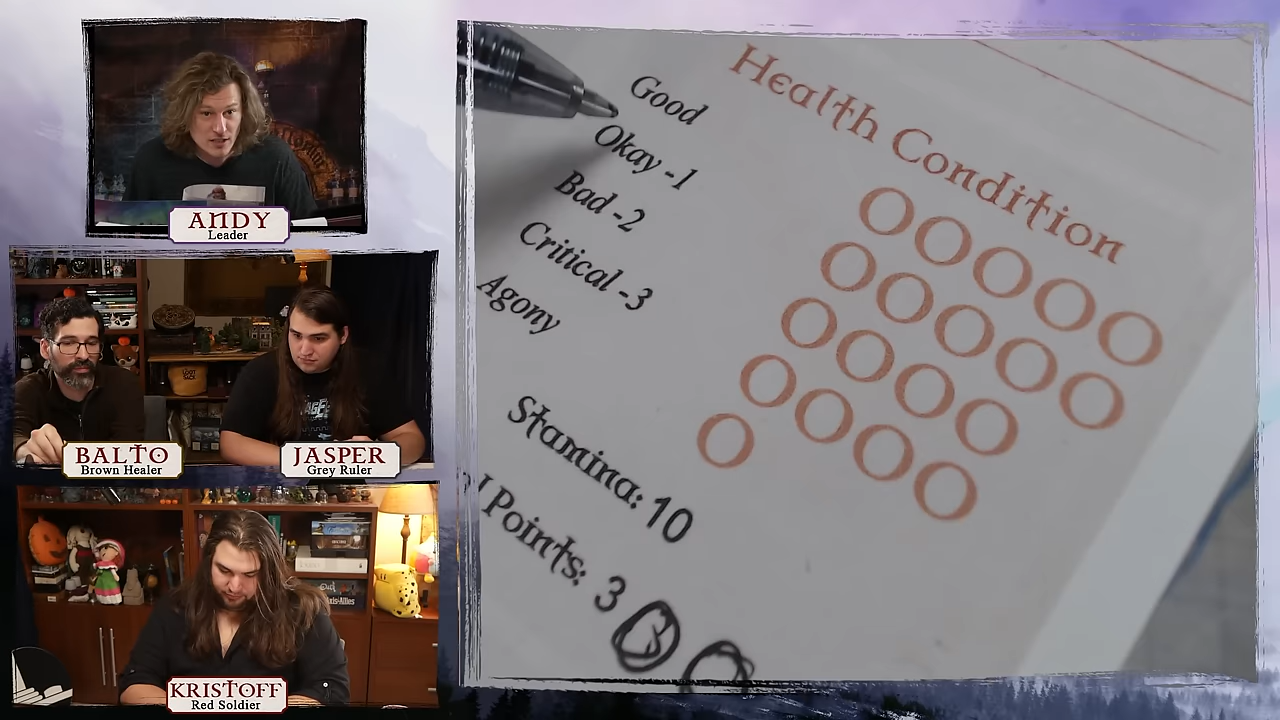 ANDY
Leader
BALTO
Brown Healer
JASPER
Grey Ruler
KRISTOFF
Red Soldier
Health Condition
Good
Okay -1
Bad -2
Critical -3
Agony
Stamina: 10
Points: 3